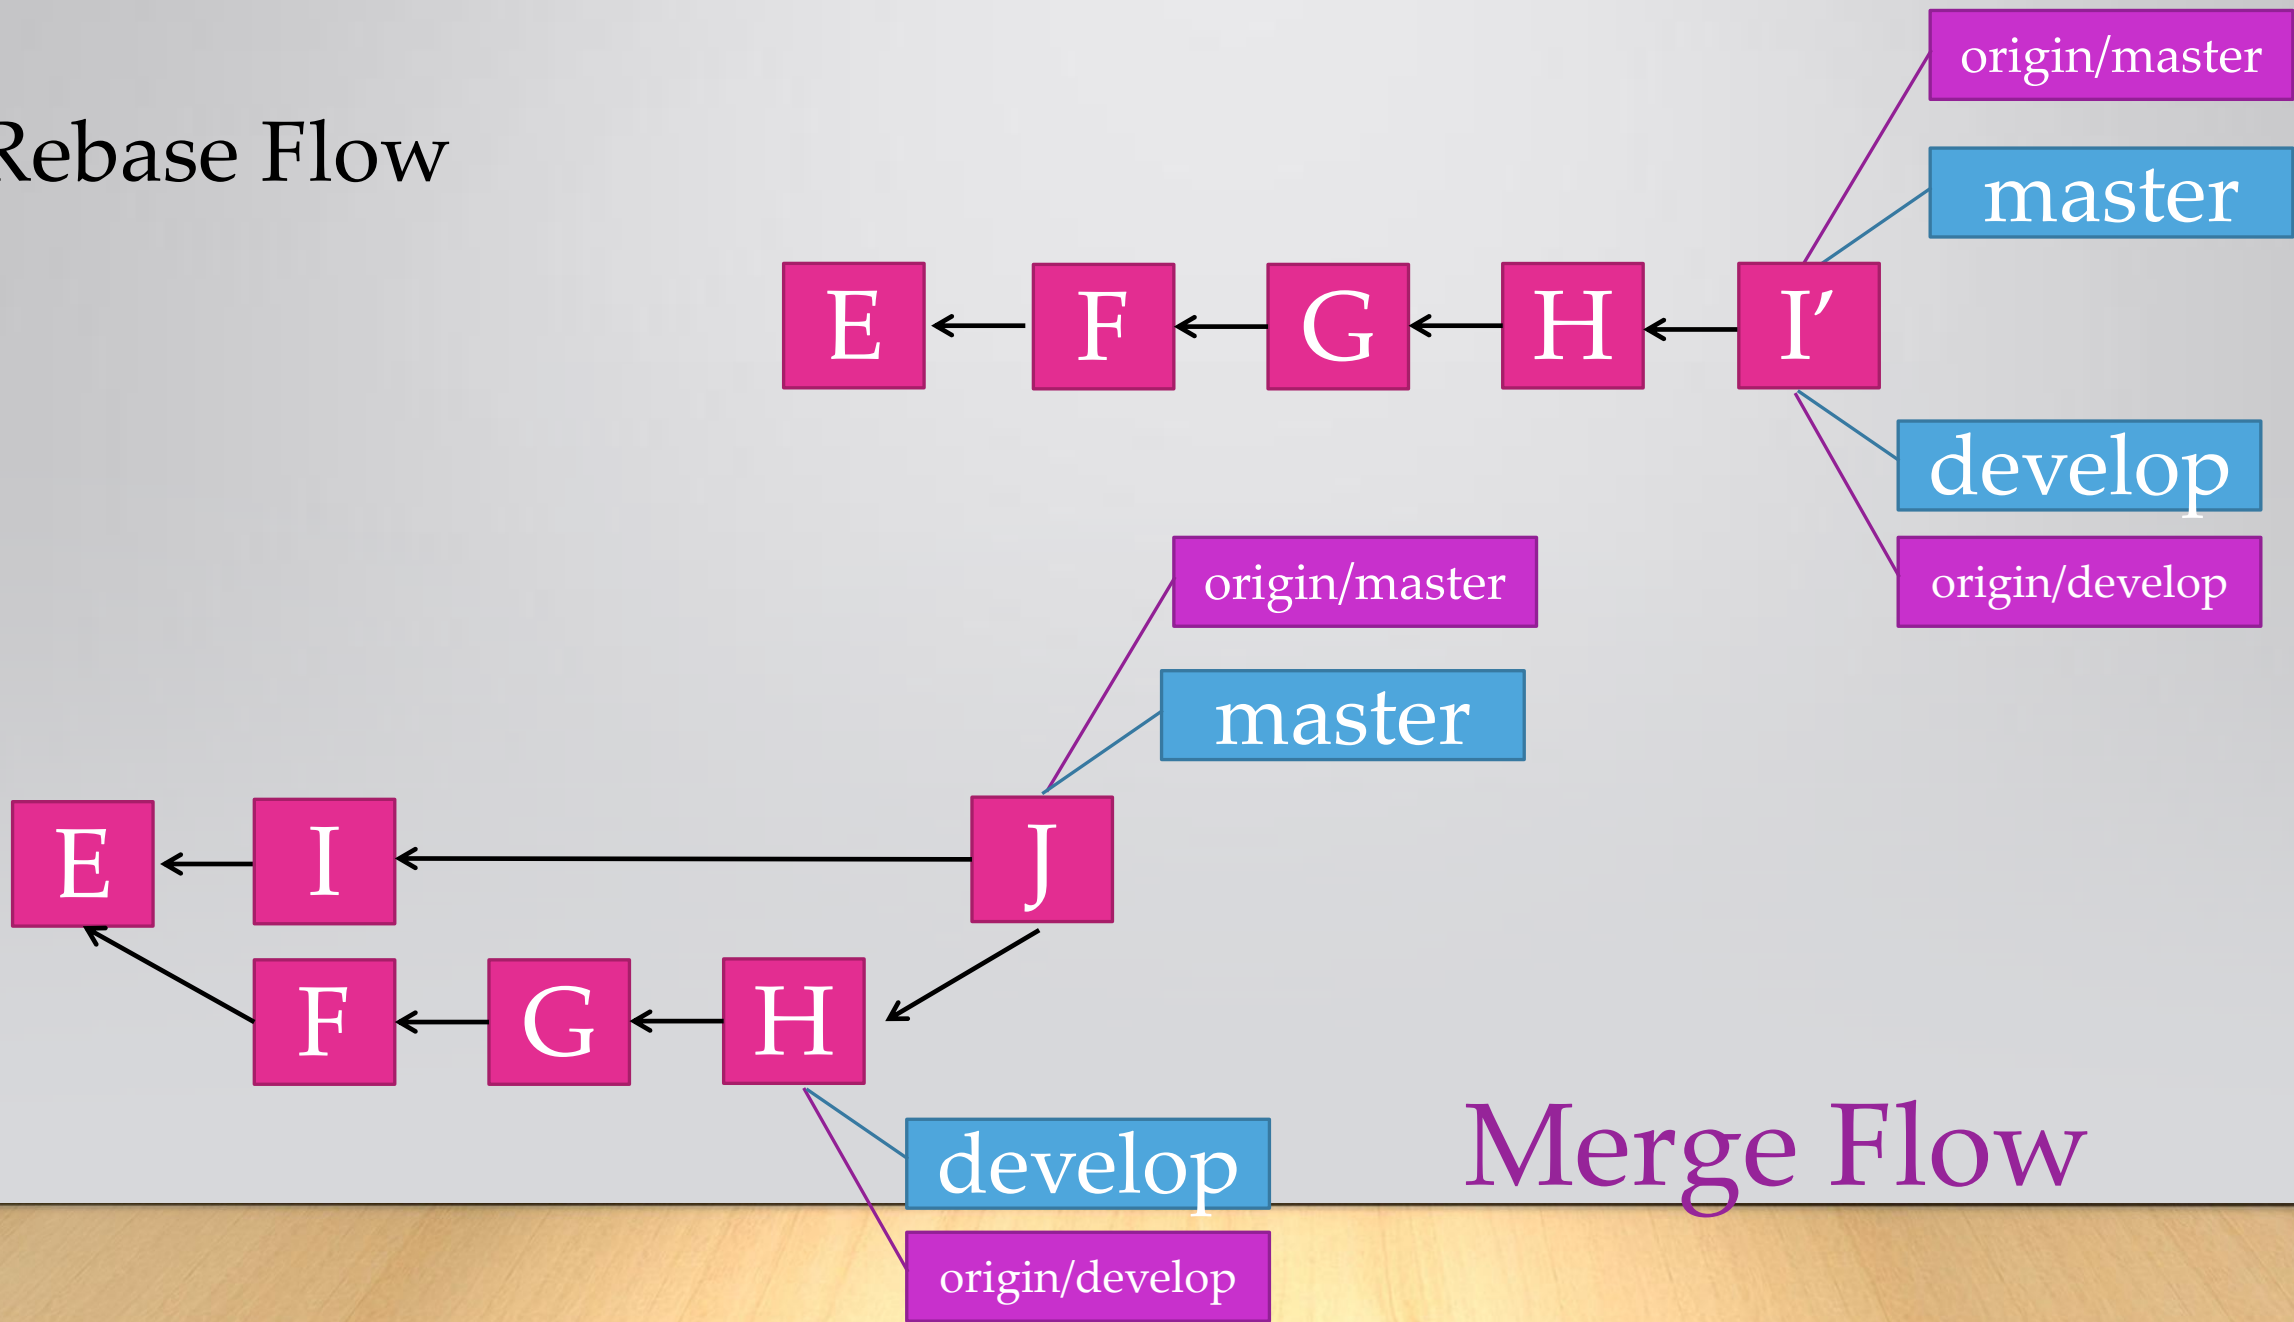 Rebase Flow
origin/master
master
E
F
G
H
I’
develop
origin/develop
origin/master
master
E
I
J
F
G
H
develop
origin/develop
Merge Flow